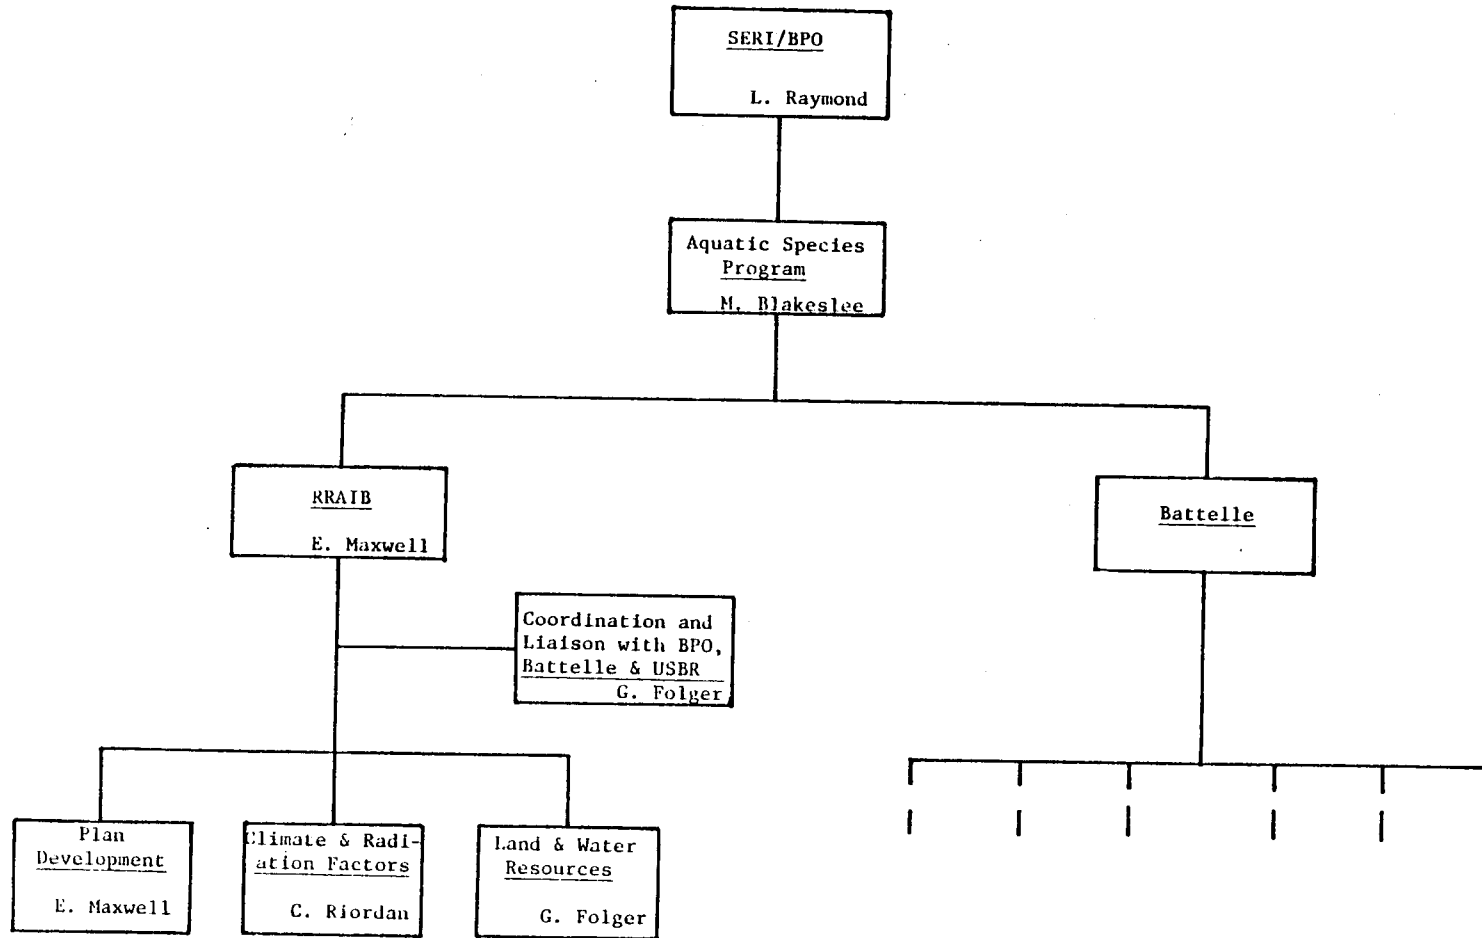 SERI/BPO
L. Raymond
Aquatic Species
Program
M. Blakeslee
RRAIB
E. Maxwell
Battelle
Coordination and
Liaison with BPO,
Battelle & USBR
G. Folger
Plan
Development
E. Maxwell
Climate & Radi-
ation Factors
C. Riordan
Land & Water
Resources
G. Folger